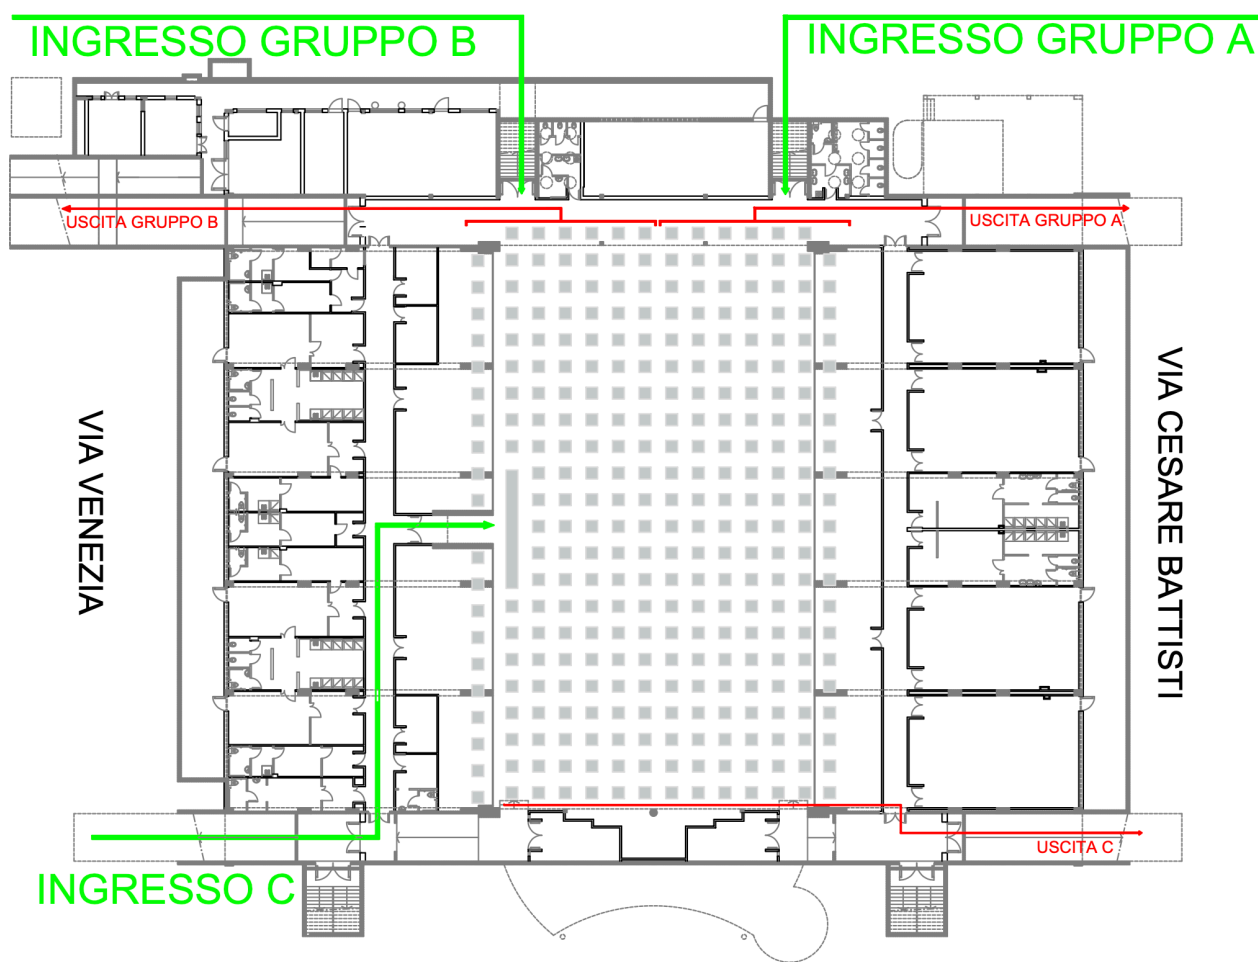 INGRESSO GRUPPO B
INGRESSO GRUPPO A
USCITA GRUPPO B
USCITA GRUPPO A
VIA VENEZIA
VIA CESARE BATTISTI
USCITA C
INGRESSO C